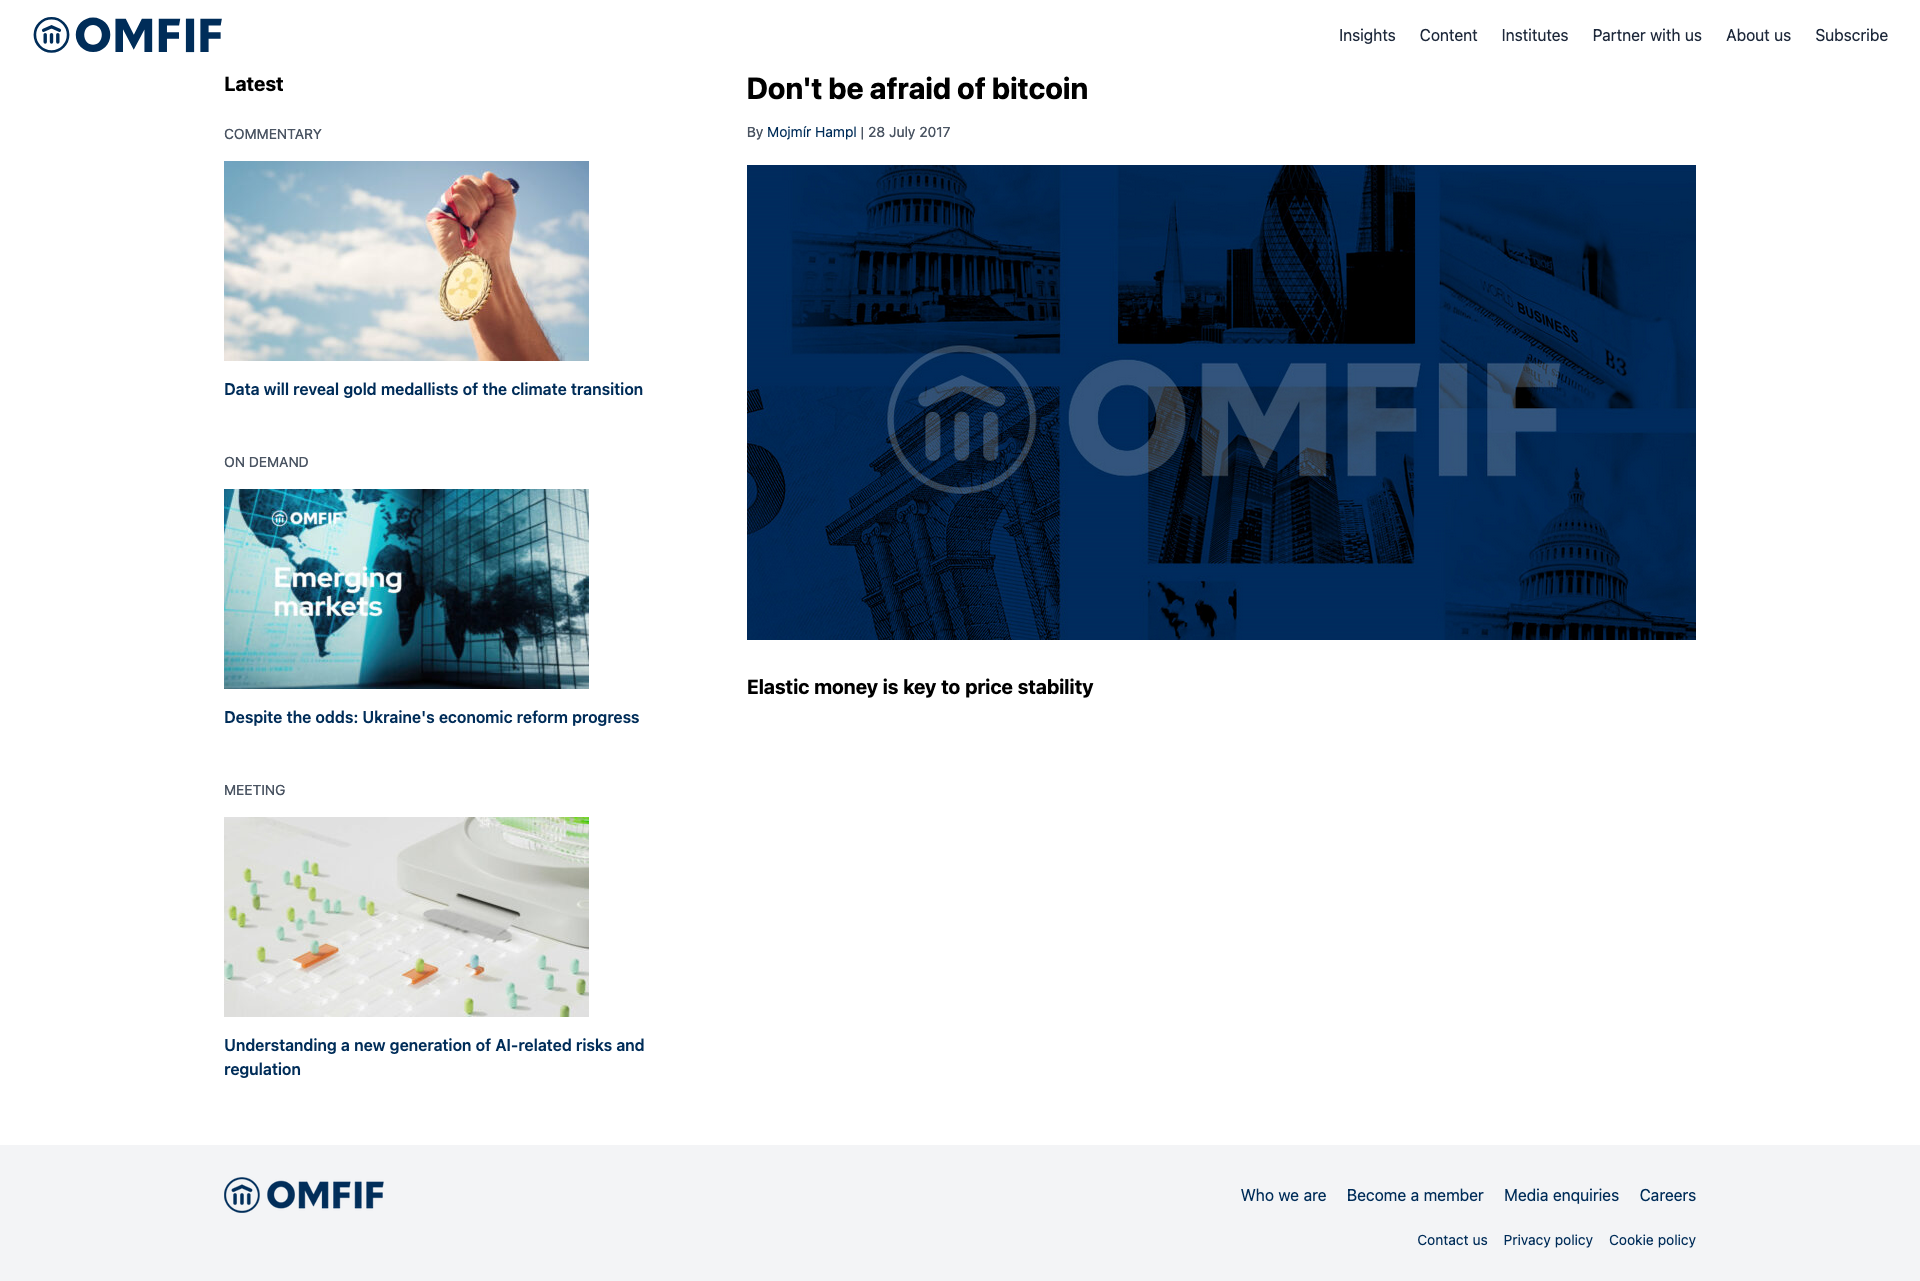 OMFIF
Insights
Content
Institutes
Partner with us
About us
Subscribe
Latest
COMMENTARY
Data will reveal gold medallists of the climate transition
ON DEMAND
OMFIF
Emerging
markets
Despite the odds: Ukraine's economic reform progress
MEETING
Understanding a new generation of AI-related risks and
regulation
Don't be afraid of bitcoin
By Mojmír Hampl | 28 July 2017
WORLD BUSINESS
B3
OMFIF
Elastic money is key to price stability
OMFIF
Who we are
Become a member
Media enquiries
Careers
Contact us
Privacy policy
Cookie policy